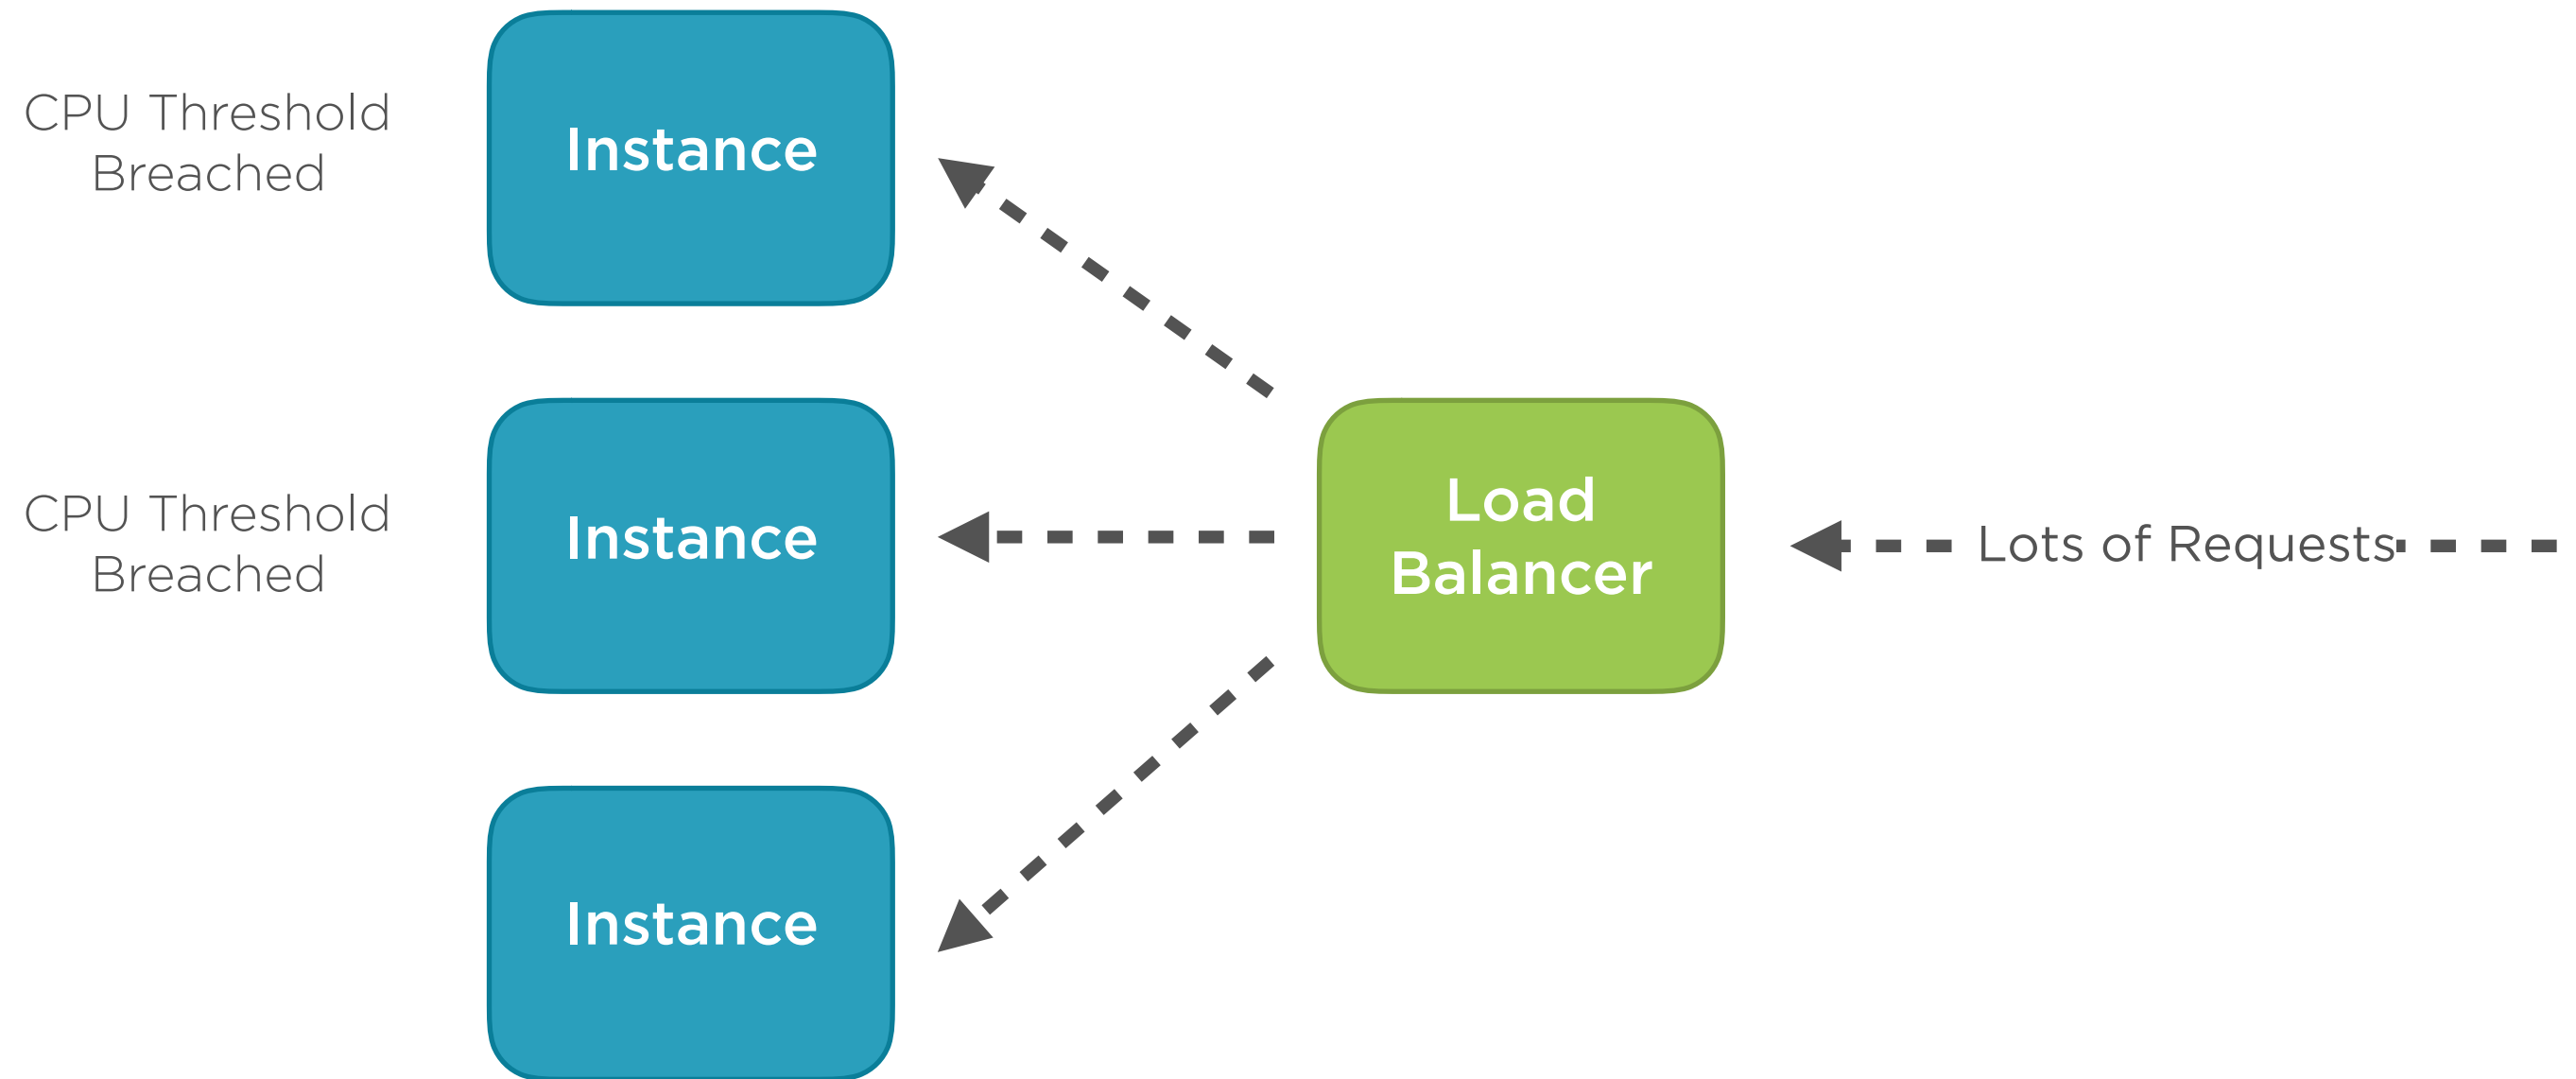 CPU Threshold
Breached
Instance
CPU Threshold
Breached
Instance
Instance
Load
Balancer
Lots of Requests